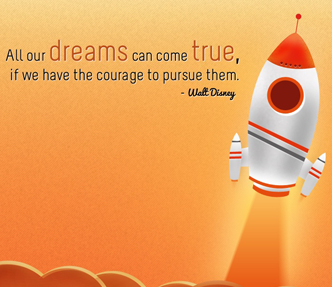 All our dreams can come true,
if we have the courage to pursue them.
- Walt Disney